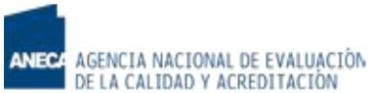 ANECA AGENCIA NACIONAL DE EVALUACIÓN
DE LA CALIDAD Y ACREDITACIÓN